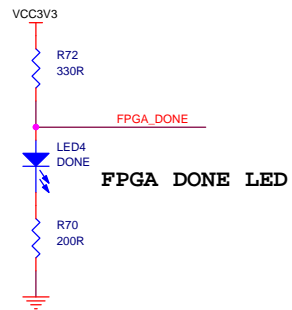 VCC3V3
R72
330R
FPGA_DONE
LED4
DONE
FPGA DONE LED
R70
200R